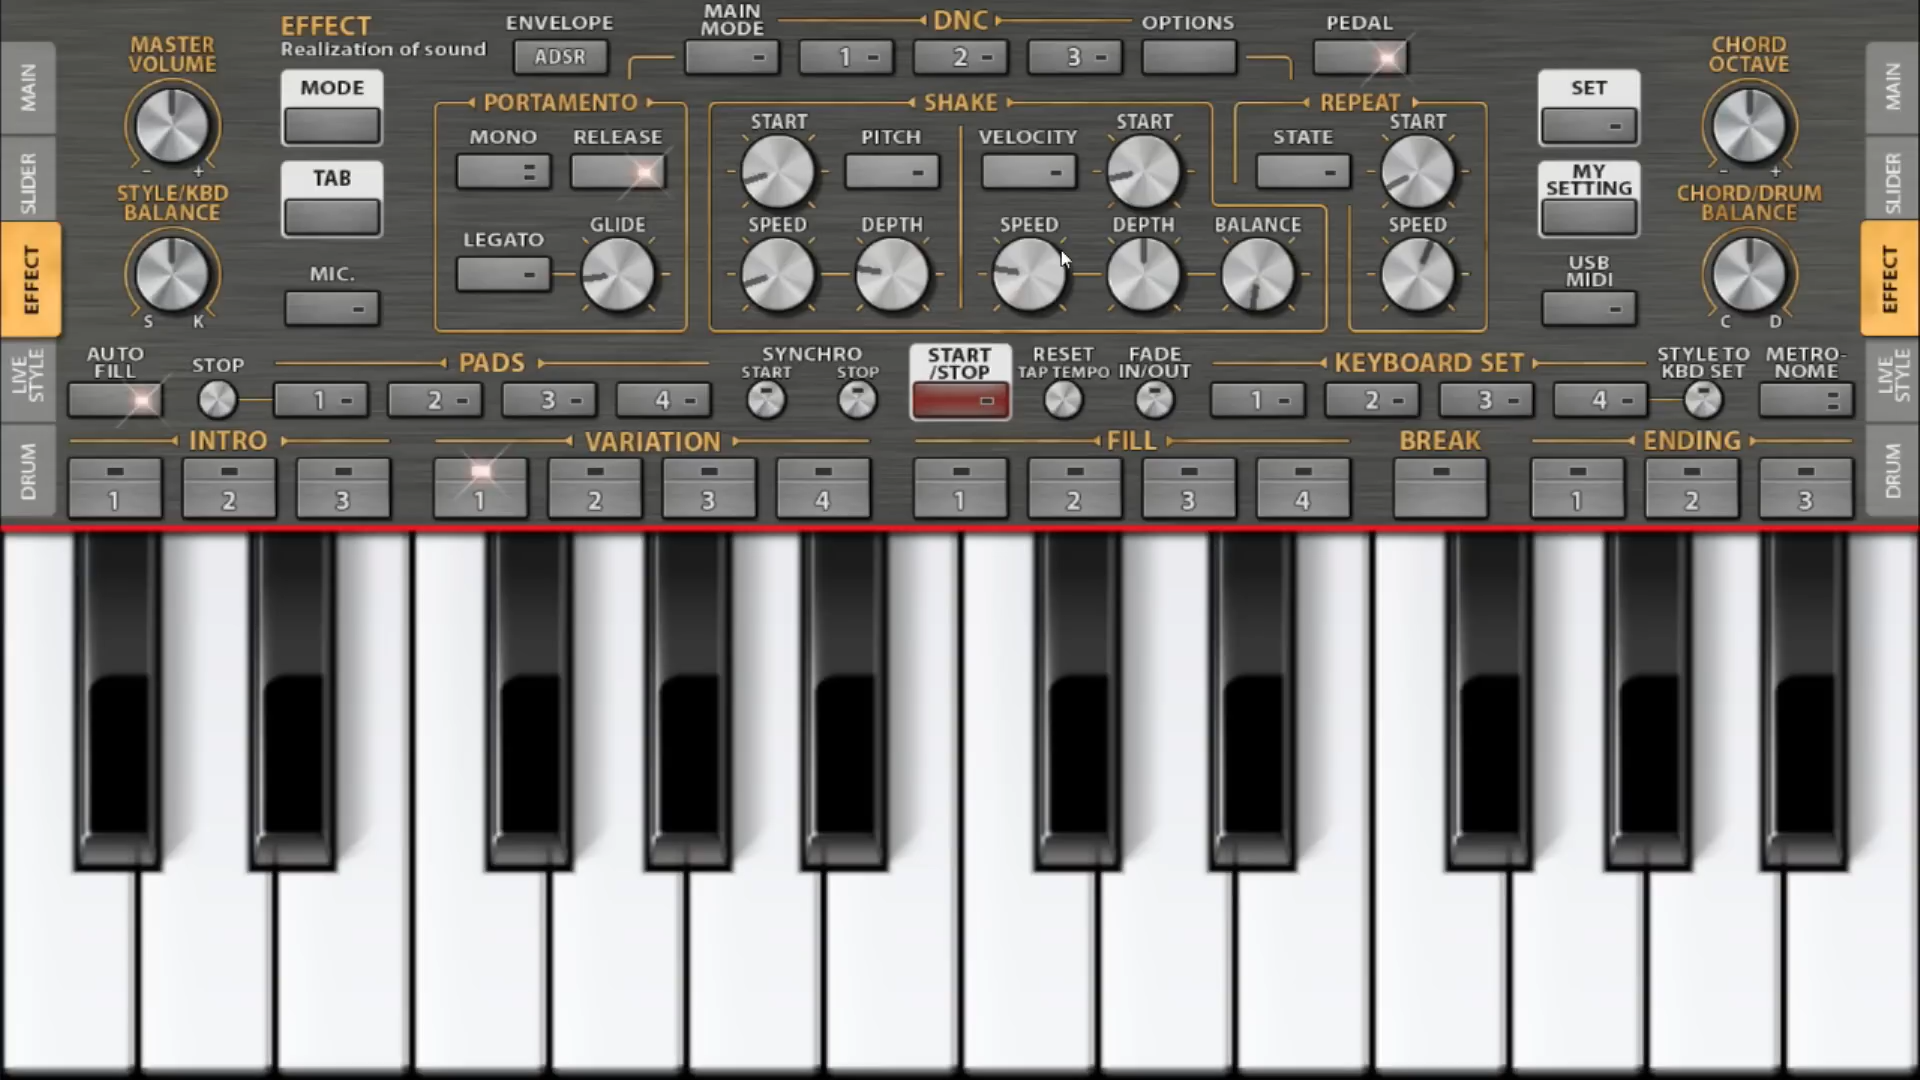 EFFECT
Realization of sound
ENVELOPE
ADSR
MAIN
MODE
DNC
1
2
3
OPTIONS
PEDAL
MASTER
VOLUME
- +
STYLE/KBD
BALANCE
S K
MODE
TAB
MIC.
PORTAMENTO
MONO
RELEASE
LEGATO
GLIDE
SHAKE
START
PITCH
SPEED
DEPTH
VELOCITY
START
SPEED
DEPTH
BALANCE
REPEAT
STATE
START
SPEED
SET
MY
SETTING
USB
MIDI
CHORD
OCTAVE
- +
CHORD/DRUM
BALANCE
C D
MAIN
SLIDER
EFFECT
LIVE
STYLE
DRUM
MAIN
SLIDER
EFFECT
LIVE
STYLE
DRUM
AUTO
FILL
STOP
PADS
1
2
3
4
SYNCHRO
START STOP
START
/STOP
RESET
TAP TEMPO
FADE
IN/OUT
KEYBOARD SET
1
2
3
4
STYLE TO
KBD SET
METRO-
NOME
INTRO
1
2
3
VARIATION
1
2
3
4
FILL
1
2
3
4
BREAK
ENDING
1
2
3